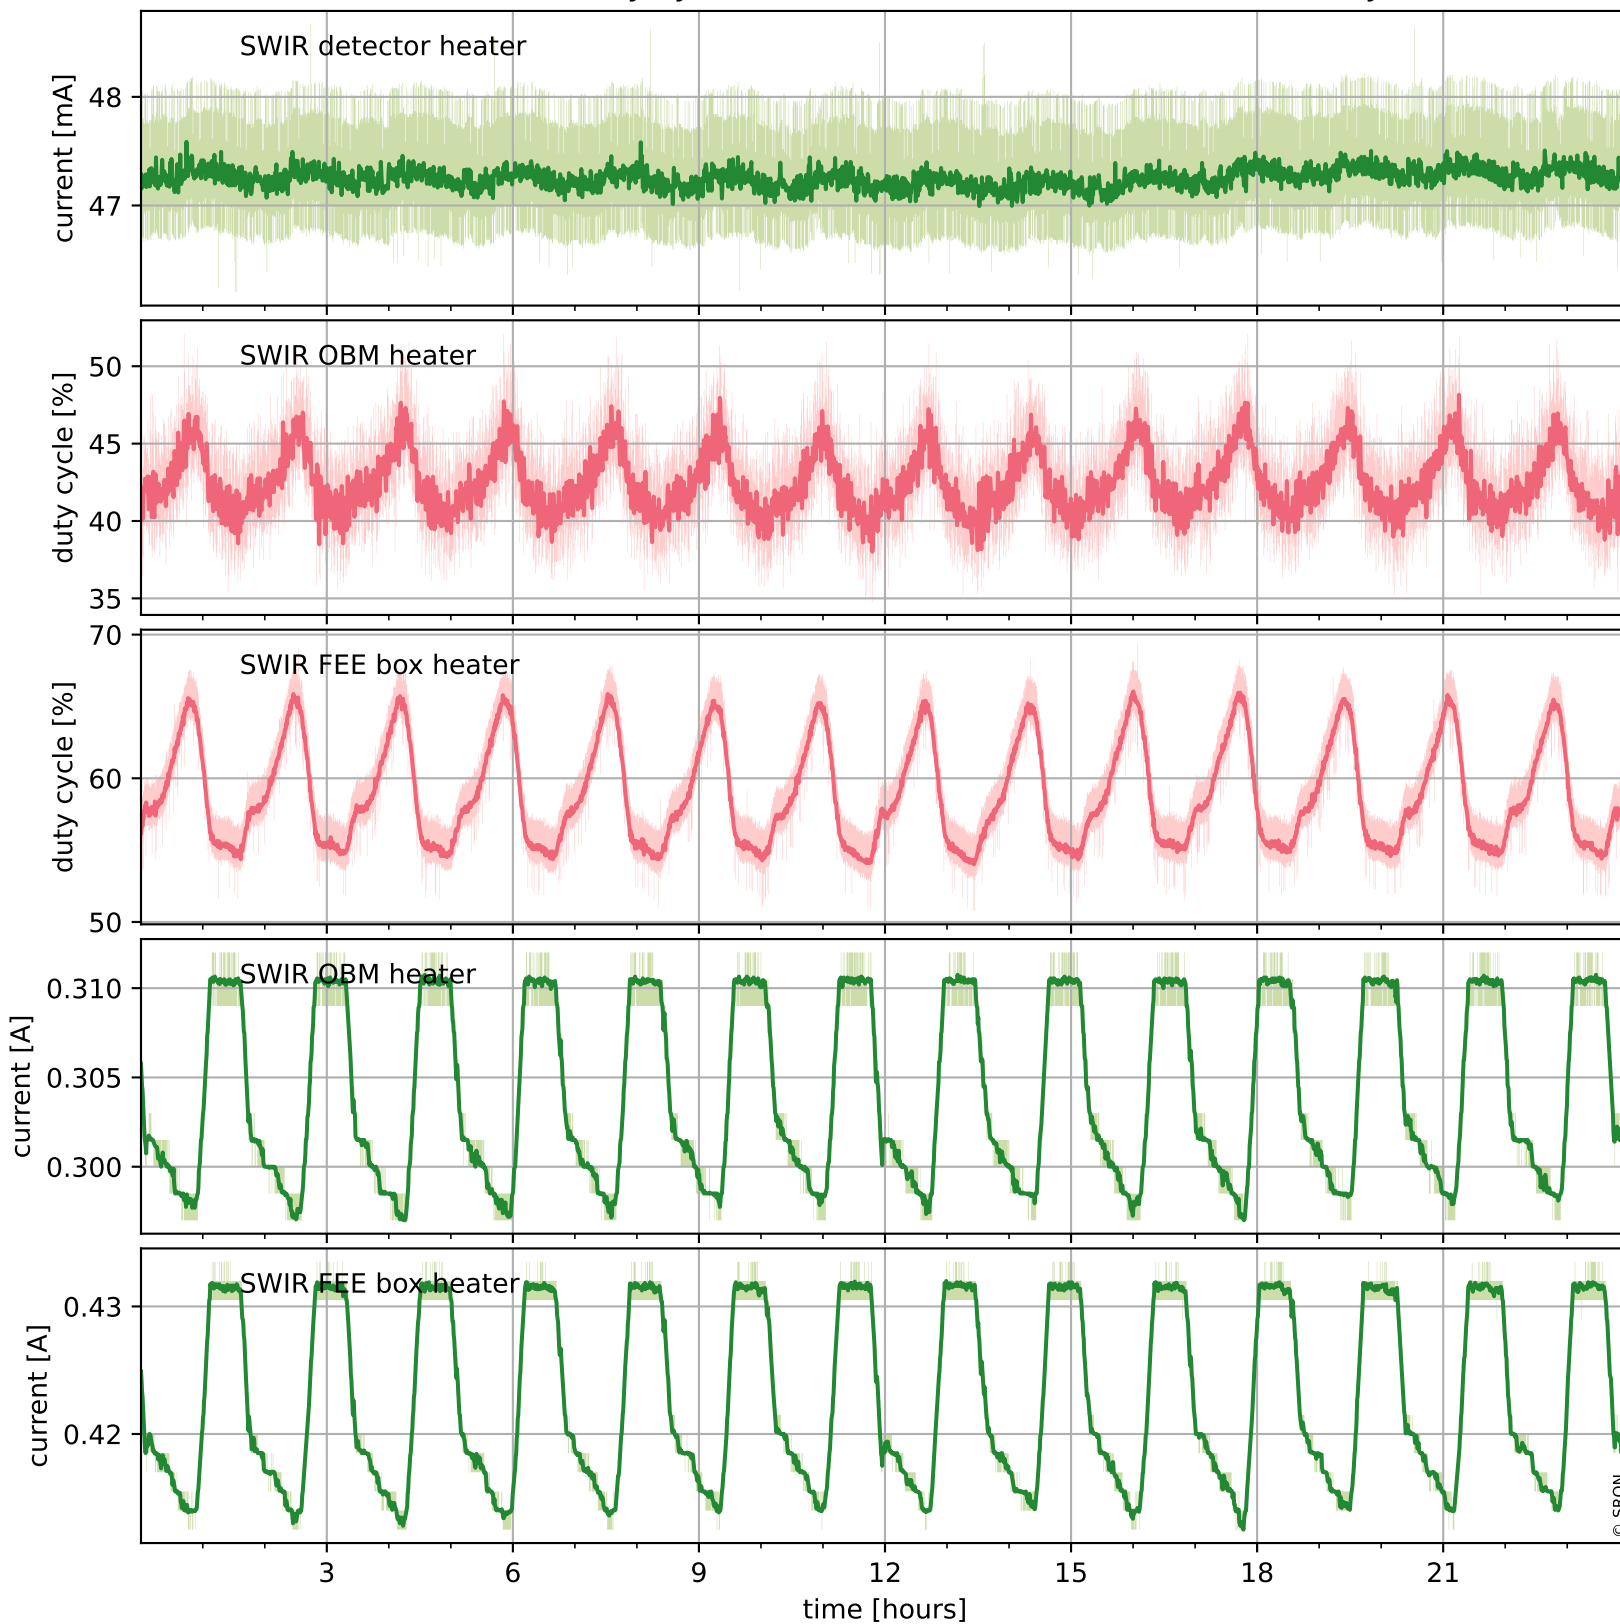 SWIR detector heater
current [mA]
48
47
SWIR OBM heater
duty cycle [%]
50
45
40
35
SWIR FEE box heater
duty cycle [%]
70
60
50
SWIR OBM heater
current [A]
0.310
0.305
0.300
SWIR FEE box heater
current [A]
0.43
0.42
© SRON
3 6 9 12 15 18 21
time [hours]